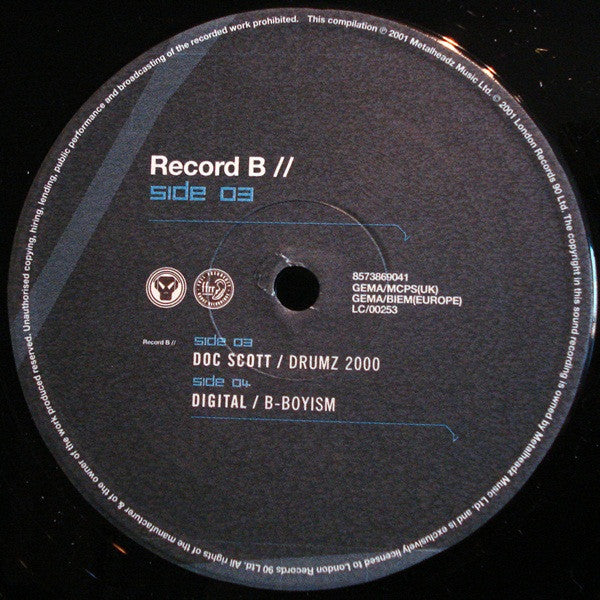 Record B //
side 03
8573869041
GEMA/MCPS(UK)
GEMA/BIEM(EUROPE)
LC/00253
ffrr
Record B //
side 03
DOC SCOTT / DRUMZ 2000
side 04
DIGITAL / B-BOYISM
This compilation ℗ 2001 Metalheadz Music Ltd. © 2001 London Records 90 Ltd. The copyright in this sound recording is owned by Metalheadz Music Ltd. and is exclusively licensed to London Records 90 Ltd. All rights of the manufacturer & of the owner of the work produced reserved. Unauthorised copying, hiring, lending, public performance and broadcasting of the recorded work prohibited.